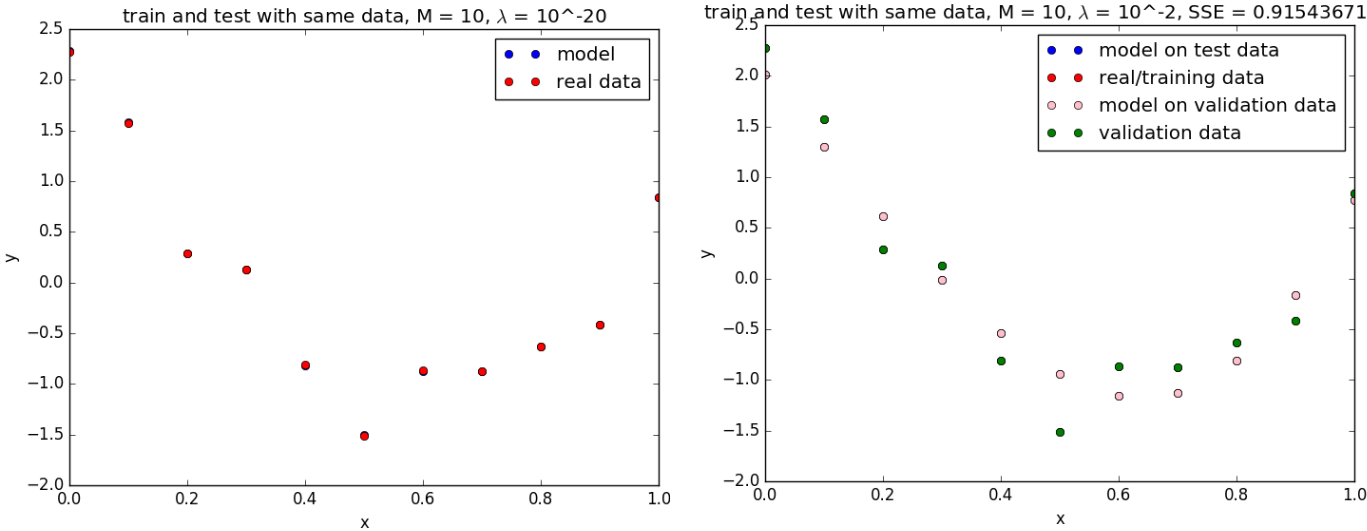 train and test with same data, M = 10, λ = 10^-20
2.5
2.0
1.5
1.0
0.5
0.0
−0.5
−1.0
−1.5
−2.0
y
0.0 0.2 0.4 0.6 0.8 1.0
x
model
real data
train and test with same data, M = 10, λ = 10^-2, SSE = 0.91543671
2.5
2.0
1.5
1.0
0.5
0.0
−0.5
−1.0
−1.5
−2.0
y
0.0 0.2 0.4 0.6 0.8 1.0
x
model on test data
real/training data
model on validation data
validation data